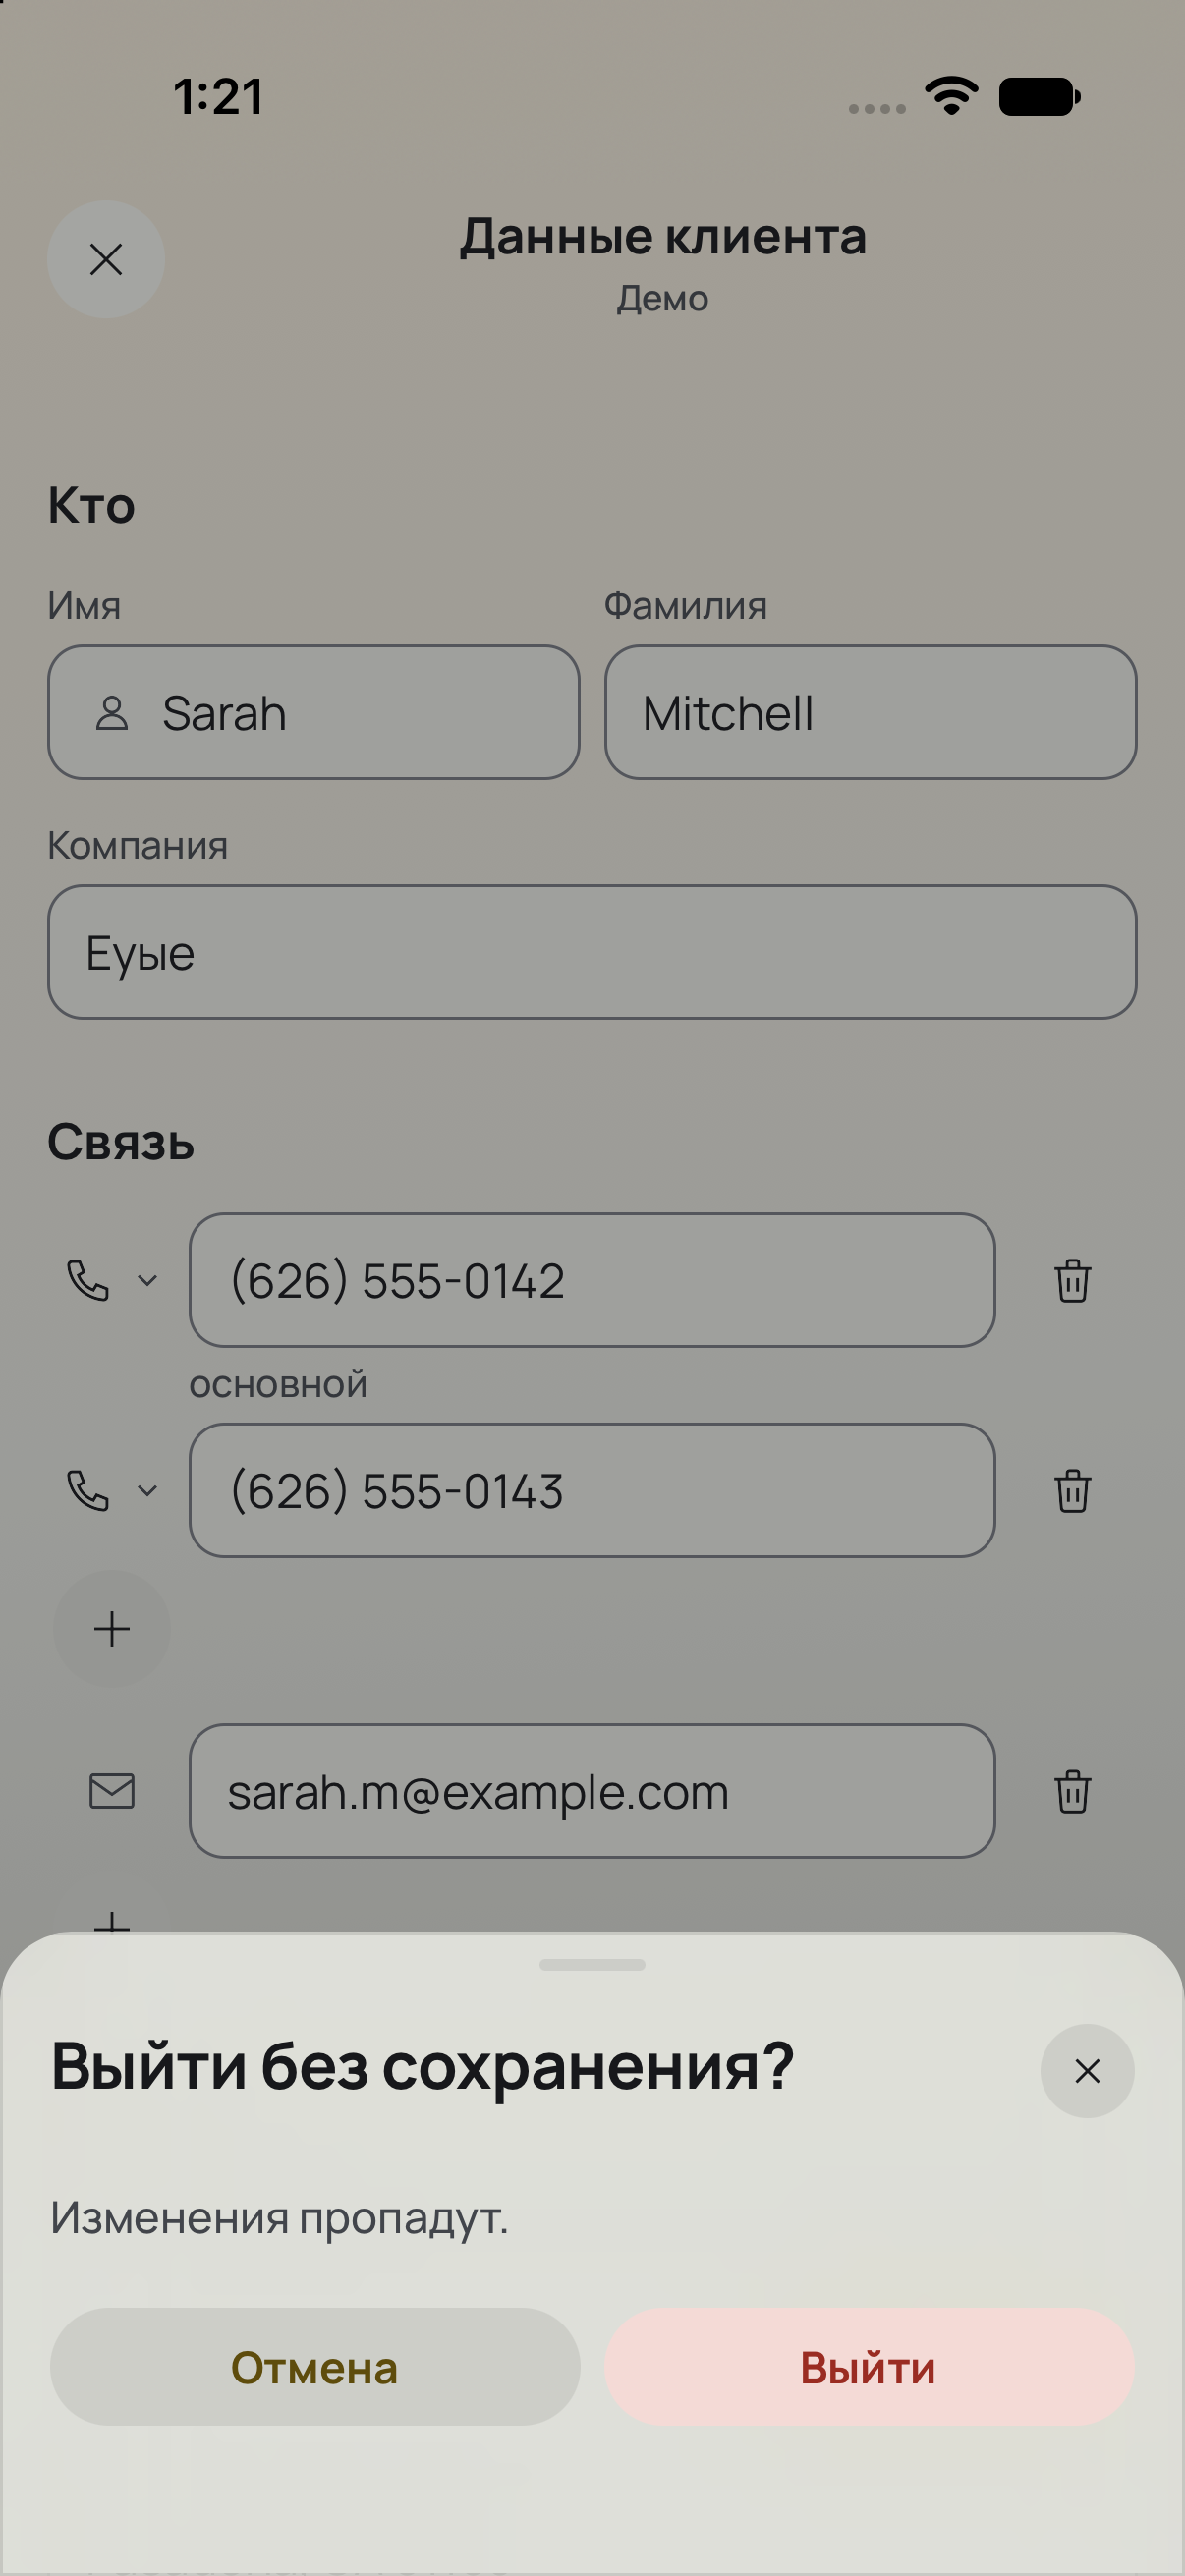 1:21
Данные клиента
Демо
Кто
Имя
Фамилия
Sarah
Mitchell
Компания
Еуые
Связь
(626) 555-0142
основной
(626) 555-0143
sarah.m@example.com
Выйти без сохранения?
Изменения пропадут.
Отмена
Выйти